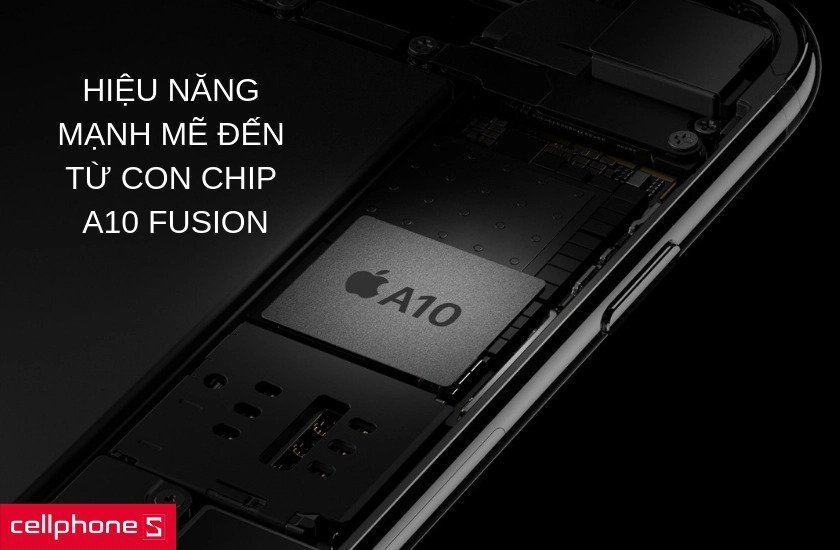 HIỆU NĂNG
MẠNH MẼ ĐẾN
TỪ CON CHIP
A10 FUSION
A10
cellphone S